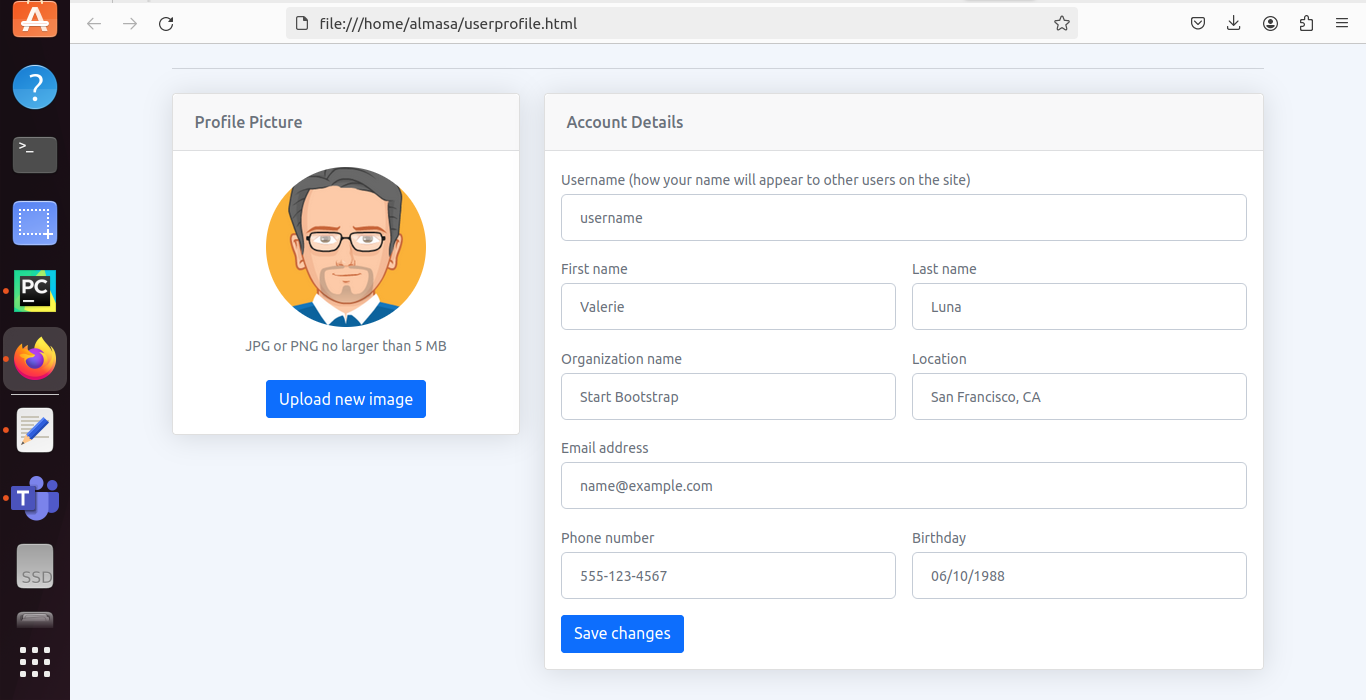 file:///home/almasa/userprofile.html
Profile Picture
JPG or PNG no larger than 5 MB
Upload new image
Account Details
Username (how your name will appear to other users on the site)
username
First name
Last name
Valerie
Luna
Organization name
Location
Start Bootstrap
San Francisco, CA
Email address
name@example.com
Phone number
Birthday
555-123-4567
06/10/1988
Save changes
?
>_
PC
T
SSD